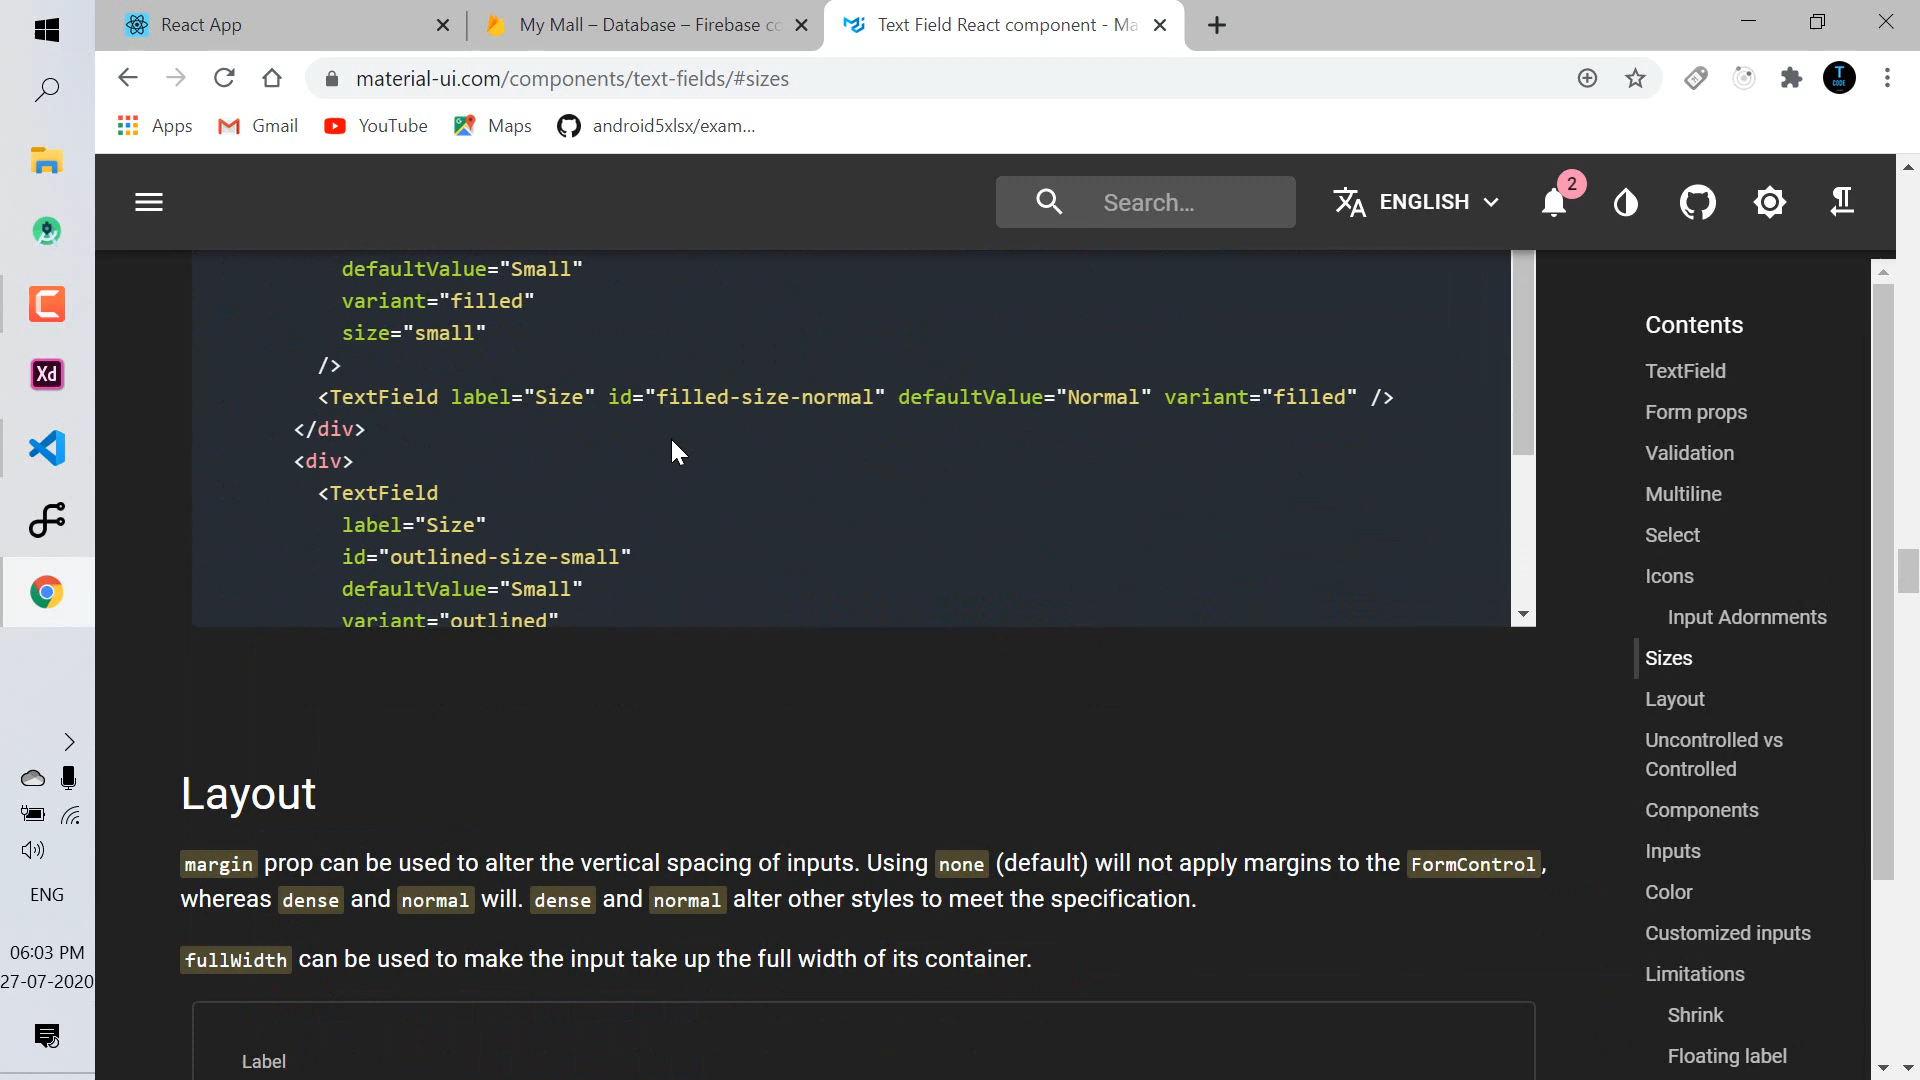 React App
My Mall – Database – Firebase co
Text Field React component - Ma
material-ui.com/components/text-fields/#sizes
T
CODE
Apps
Gmail
YouTube
Maps
android5xlsx/exam...
Search…
ENGLISH
2
defaultValue="Small"
variant="filled"
size="small"
/>
<TextField label="Size" id="filled-size-normal" defaultValue="Normal" variant="filled" />
</div>
<div>
<TextField
label="Size"
id="outlined-size-small"
defaultValue="Small"
variant="outlined"
Layout
margin prop can be used to alter the vertical spacing of inputs. Using none (default) will not apply margins to the FormControl,
whereas dense and normal will. dense and normal alter other styles to meet the specification.
fullWidth can be used to make the input take up the full width of its container.
Label
Contents
TextField
Form props
Validation
Multiline
Select
Icons
Input Adornments
Sizes
Layout
Uncontrolled vs
Controlled
Components
Inputs
Color
Customized inputs
Limitations
Shrink
Floating label
Xd
ENG
06:03 PM
27-07-2020